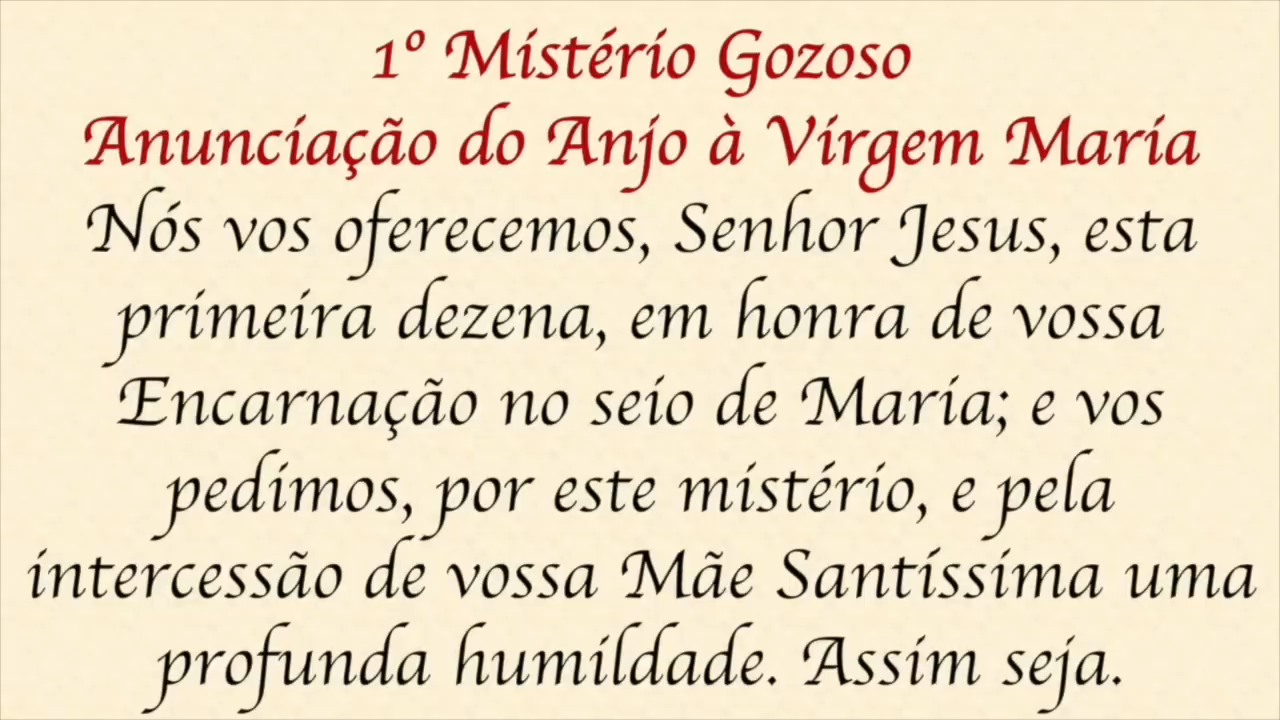 1º Mistério Gozoso
Anunciação do Anjo à Virgem Maria
Nós vos oferecemos, Senhor Jesus, esta
primeira dezena, em honra de vossa
Encarnação no seio de Maria; e vos
pedimos, por este mistério, e pela
intercessão de vossa Mãe Santíssima uma
profunda humildade. Assim seja.